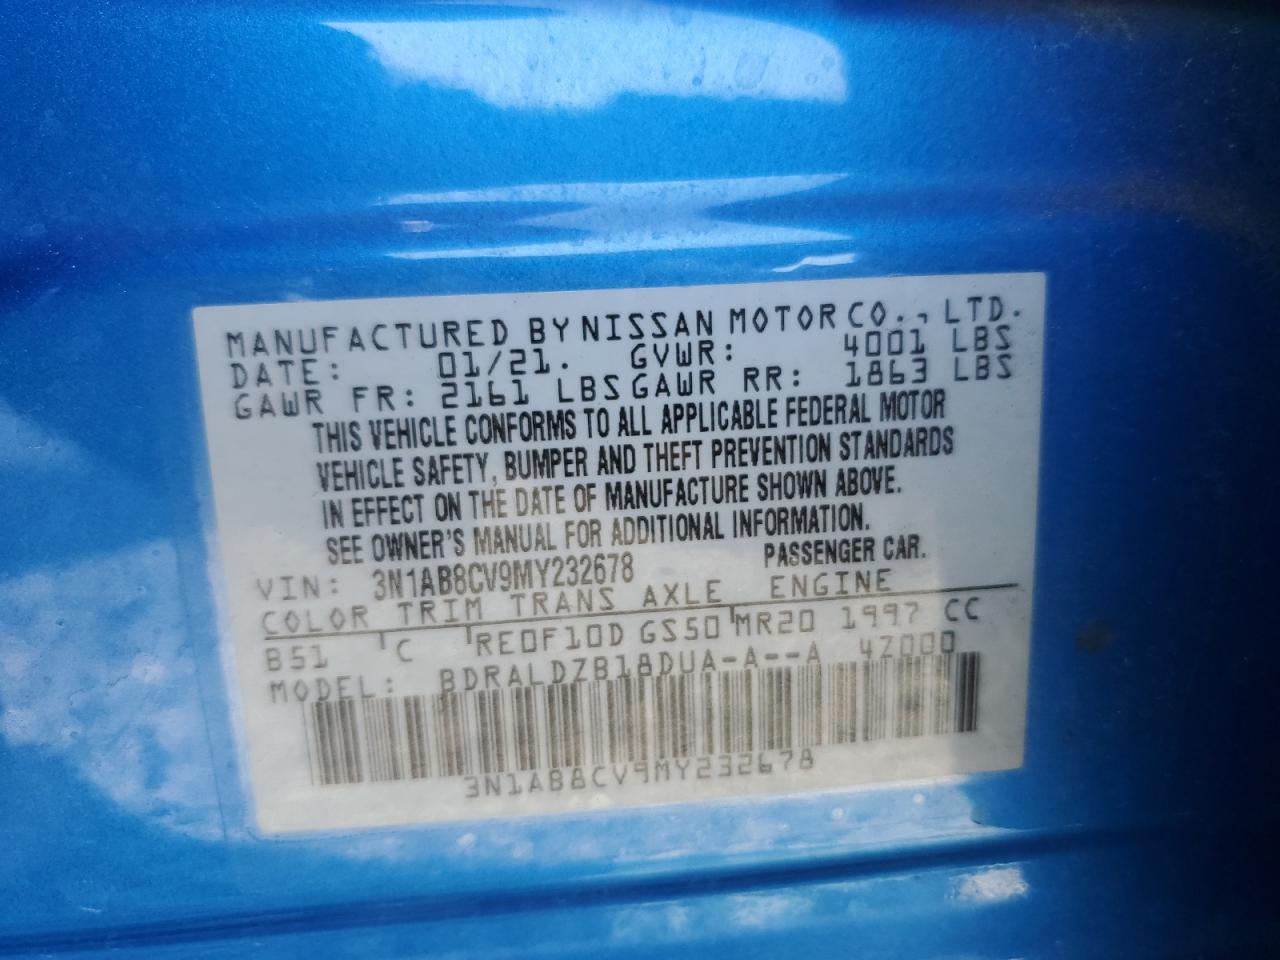 MANUFACTURED BY NISSAN MOTOR CO., LTD.
DATE: 01/21. GVWR: 4001 LBS
GAWR FR: 2161 LBS GAWR RR: 1863 LBS
THIS VEHICLE CONFORMS TO ALL APPLICABLE FEDERAL MOTOR
VEHICLE SAFETY, BUMPER AND THEFT PREVENTION STANDARDS
IN EFFECT ON THE DATE OF MANUFACTURE SHOWN ABOVE.
SEE OWNER'S MANUAL FOR ADDITIONAL INFORMATION.
VIN: 3N1AB8CV9MY232678 PASSENGER CAR.
COLOR TRIM TRANS AXLE ENGINE
B51 C RE0F10D GS50 MR20 1997 CC
MODEL: BDRALDZB18DUA-A--A 4Z000
3N1AB8CV9MY232678